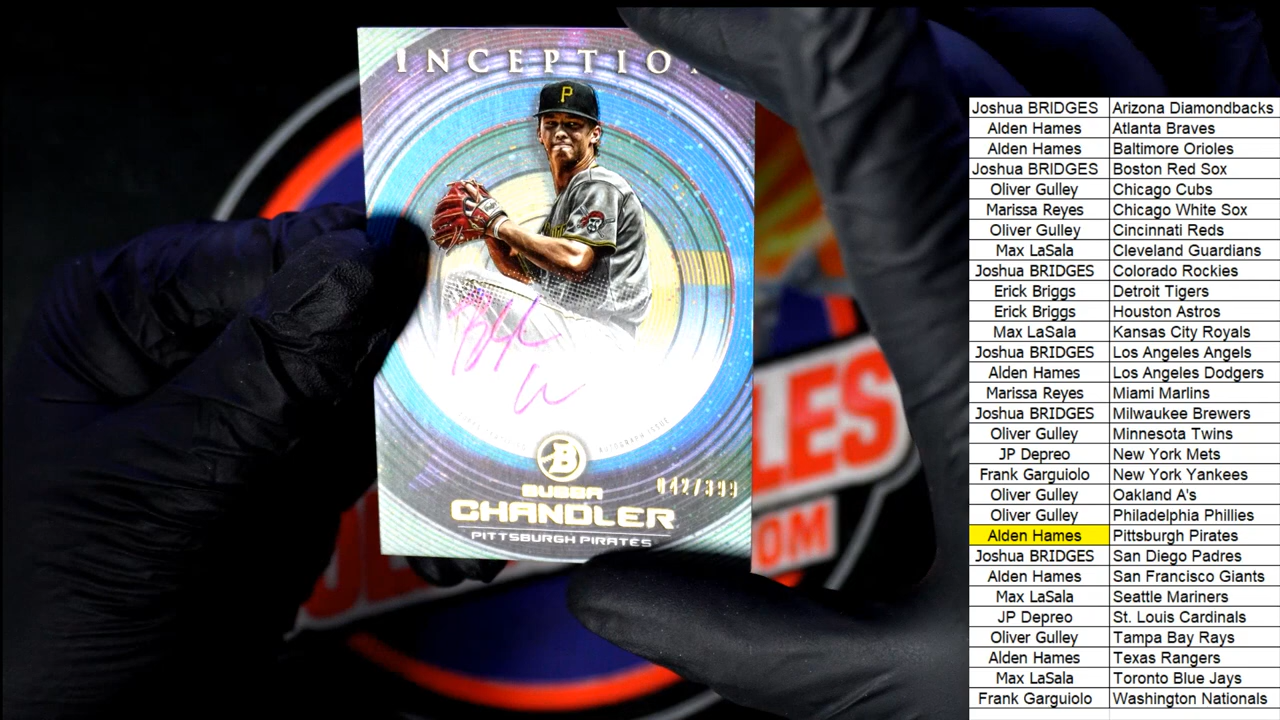 INCEPTION
P
BUBBA
CHANDLER
PITTSBURGH PIRATES
042/399
B
LES
OM
Joshua BRIDGES Arizona Diamondbacks
Alden Hames Atlanta Braves
Alden Hames Baltimore Orioles
Joshua BRIDGES Boston Red Sox
Oliver Gulley Chicago Cubs
Marissa Reyes Chicago White Sox
Oliver Gulley Cincinnati Reds
Max LaSala Cleveland Guardians
Joshua BRIDGES Colorado Rockies
Erick Briggs Detroit Tigers
Erick Briggs Houston Astros
Max LaSala Kansas City Royals
Joshua BRIDGES Los Angeles Angels
Alden Hames Los Angeles Dodgers
Marissa Reyes Miami Marlins
Joshua BRIDGES Milwaukee Brewers
Oliver Gulley Minnesota Twins
JP Depreo New York Mets
Frank Garguiolo New York Yankees
Oliver Gulley Oakland A's
Oliver Gulley Philadelphia Phillies
Alden Hames Pittsburgh Pirates
Joshua BRIDGES San Diego Padres
Alden Hames San Francisco Giants
Max LaSala Seattle Mariners
JP Depreo St. Louis Cardinals
Oliver Gulley Tampa Bay Rays
Alden Hames Texas Rangers
Max LaSala Toronto Blue Jays
Frank Garguiolo Washington Nationals